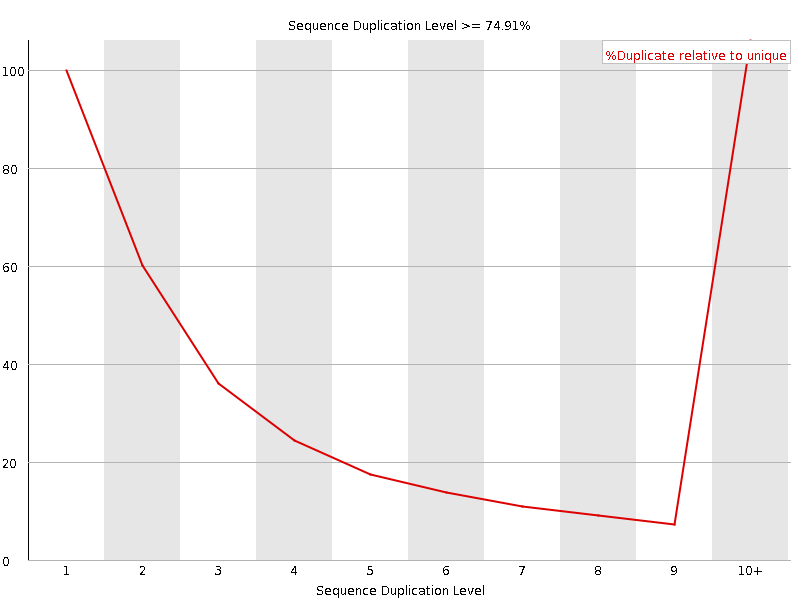 Sequence Duplication Level >= 74.91%
%Duplicate relative to unique
100
80
60
40
20
0
1 2 3 4 5 6 7 8 9 10+
Sequence Duplication Level